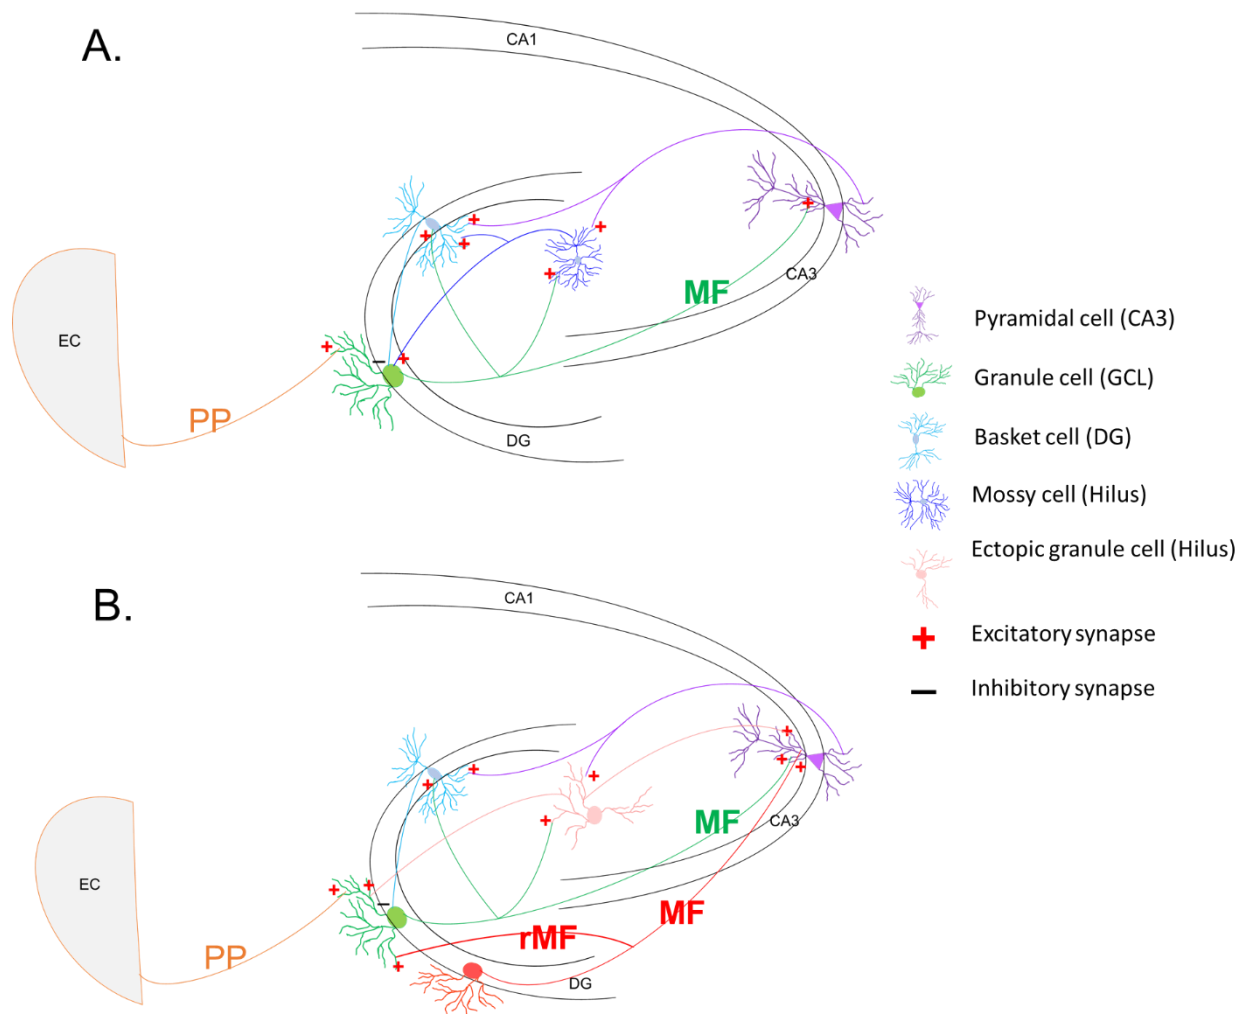 A.
CA1
EC
PP
MF
CA3
DG
Pyramidal cell (CA3)
Granule cell (GCL)
Basket cell (DG)
Mossy cell (Hilus)
Ectopic granule cell (Hilus)
+ Excitatory synapse
− Inhibitory synapse
B.
CA1
EC
PP
MF
CA3
MF
rMF
DG